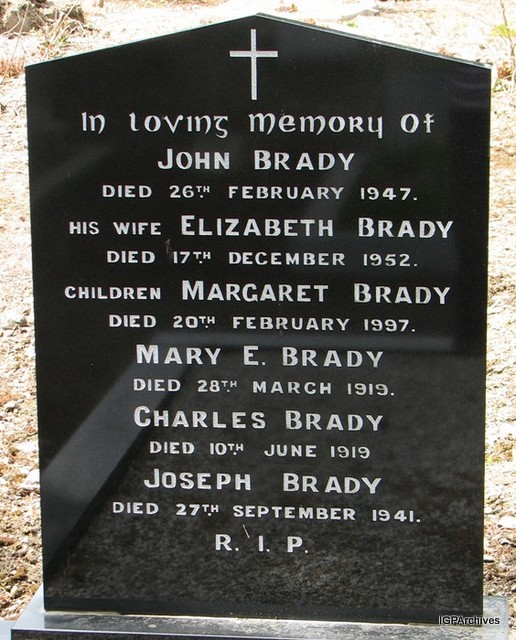 In Loving Memory Of
JOHN BRADY
DIED 26TH FEBRUARY 1947.
HIS WIFE ELIZABETH BRADY
DIED 17TH DECEMBER 1952.
CHILDREN MARGARET BRADY
DIED 20TH FEBRUARY 1997.
MARY E. BRADY
DIED 28TH MARCH 1919.
CHARLES BRADY
DIED 10TH JUNE 1919
JOSEPH BRADY
DIED 27TH SEPTEMBER 1941.
R. I. P.
IGPArchives